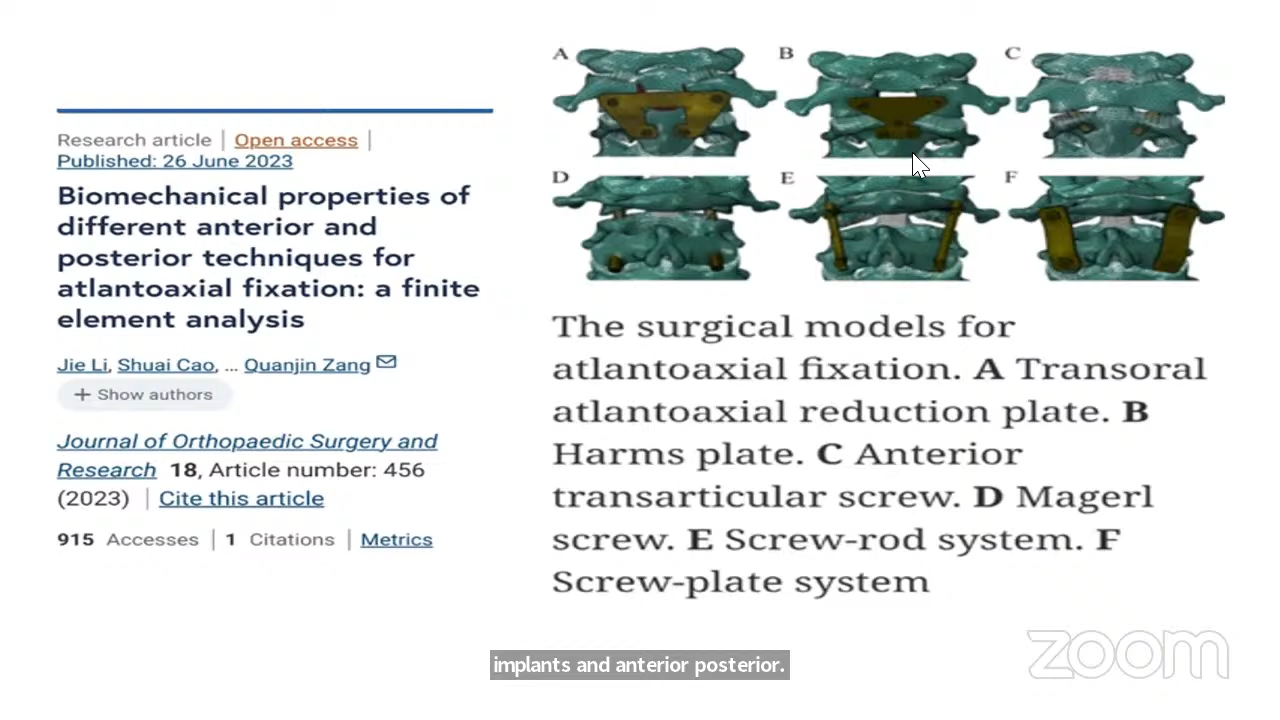 Research article | Open access |
Published: 26 June 2023
Biomechanical properties of
different anterior and
posterior techniques for
atlantoaxial fixation: a finite
element analysis
Jie Li, Shuai Cao, ... Quanjin Zang
+ Show authors
Journal of Orthopaedic Surgery and
Research 18, Article number: 456
(2023) | Cite this article
915 Accesses | 1 Citations | Metrics
A B C
D E F
The surgical models for
atlantoaxial fixation. A Transoral
atlantoaxial reduction plate. B
Harms plate. C Anterior
transarticular screw. D Magerl
screw. E Screw-rod system. F
Screw-plate system
implants and anterior posterior.
zoom